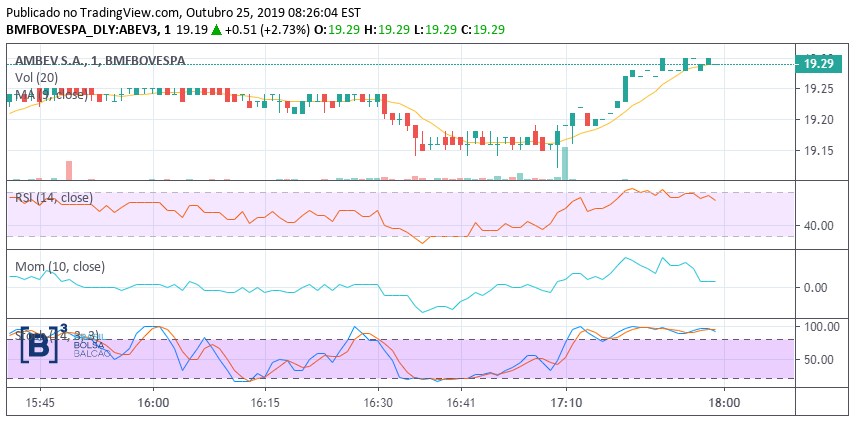 Publicado no TradingView.com, Outubro 25, 2019 08:26:04 EST
BMFBOVESPA_DLY:ABEV3, 1 19.19 ▲ +0.51 (+2.73%) O:19.29 H:19.29 L:19.29 C:19.29
AMBEV S.A., 1, BMFBOVESPA
Vol (20)
MA (9, close)
19.29
19.25
19.20
19.15
RSI (14, close)
40.00
Mom (10, close)
0.00
Stoch (14, 3, 3)
100.00
[B]³
BOLSA
BALCÃO
50.00
15:45 16:00 16:15 16:30 16:41 17:10 18:00